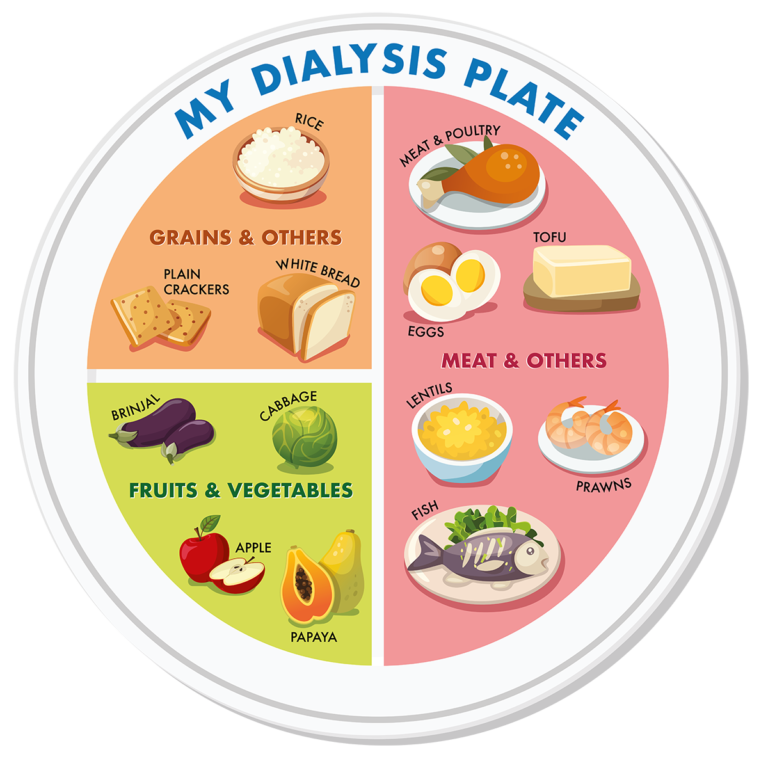 MY DIALYSIS PLATE
RICE
GRAINS & OTHERS
PLAIN
CRACKERS
WHITE BREAD
MEAT & POULTRY
TOFU
EGGS
MEAT & OTHERS
LENTILS
PRAWNS
FISH
BRINJAL
CABBAGE
FRUITS & VEGETABLES
APPLE
PAPAYA